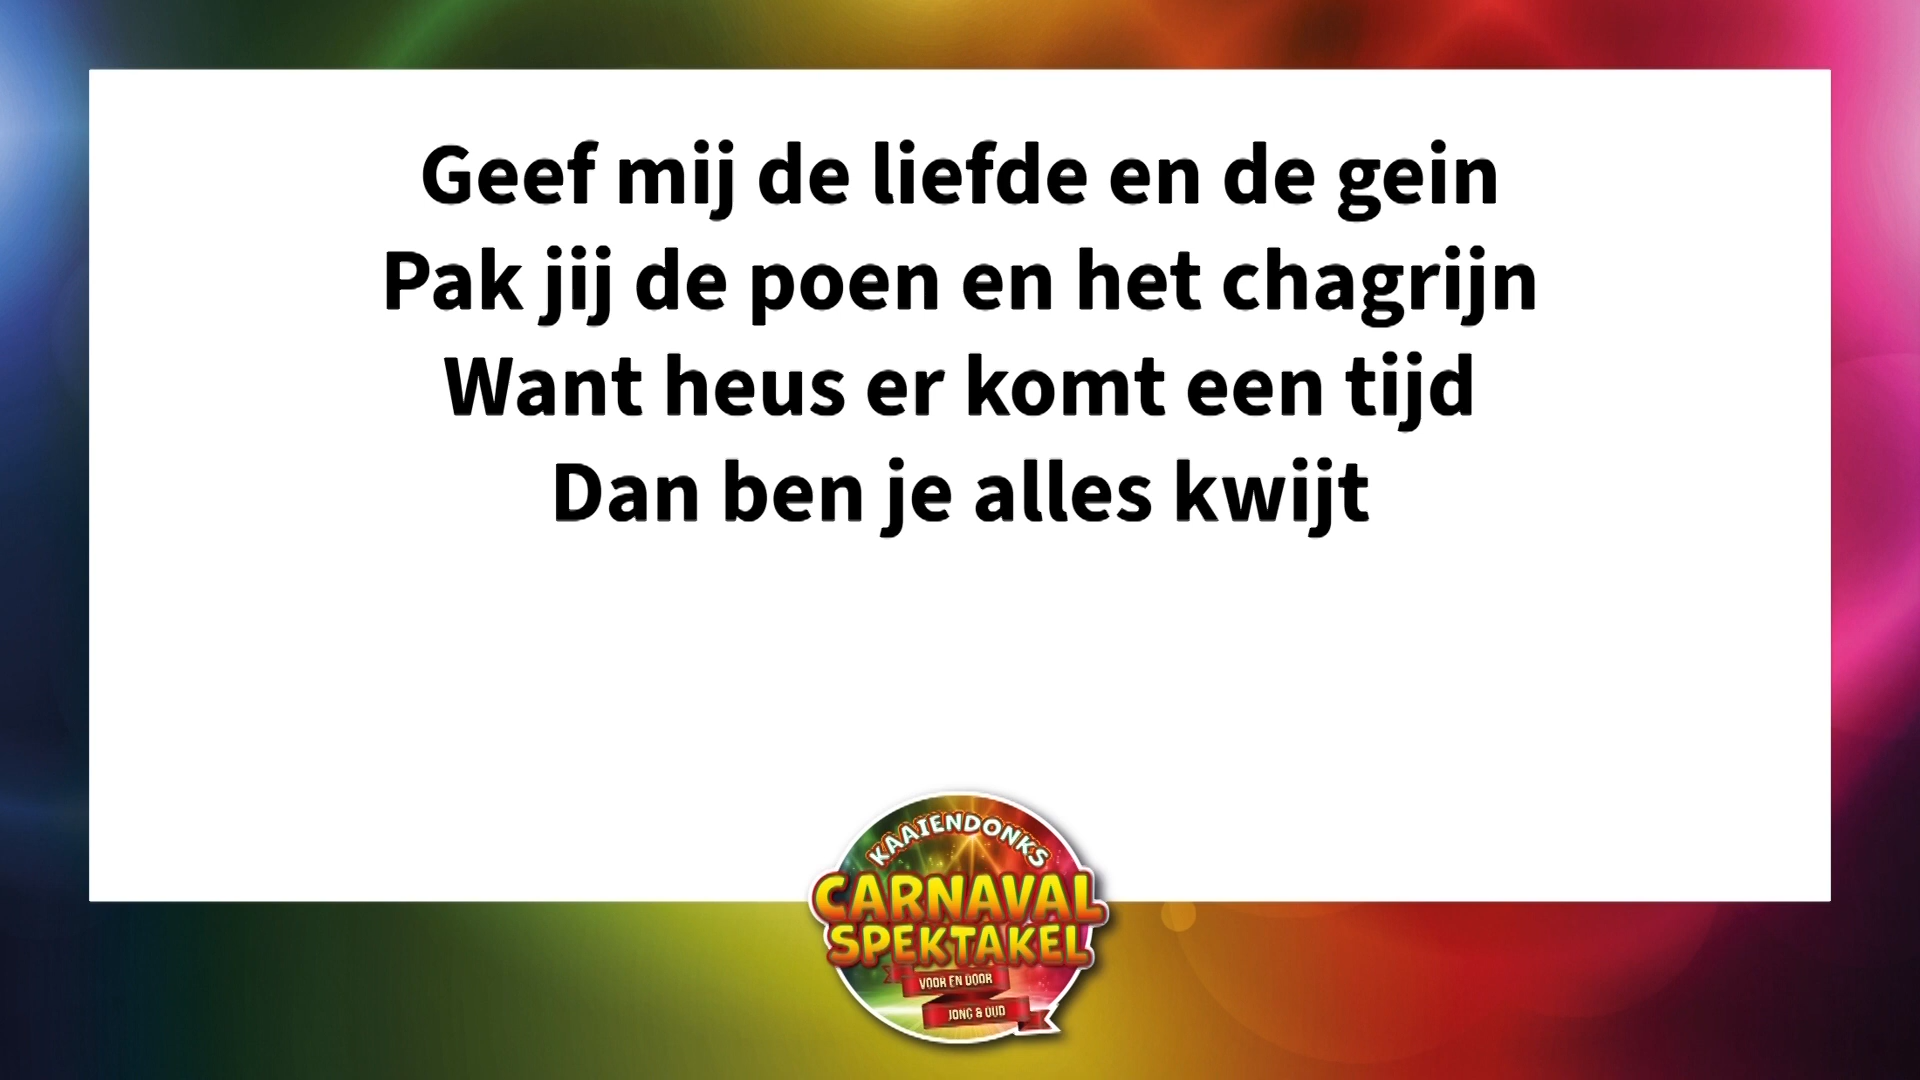 Geef mij de liefde en de gein
Pak jij de poen en het chagrijn
Want heus er komt een tijd
Dan ben je alles kwijt
KAAIENDONKS
CARNAVAL
SPEKTAKEL
VOOR EN DOOR
JONG & OUD